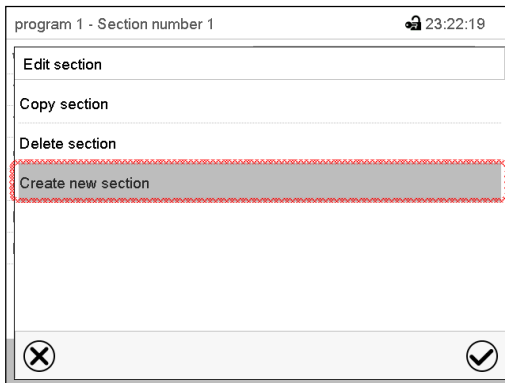 program 1 - Section number 1 23:22:19
Edit section
Copy section
Delete section
Create new section